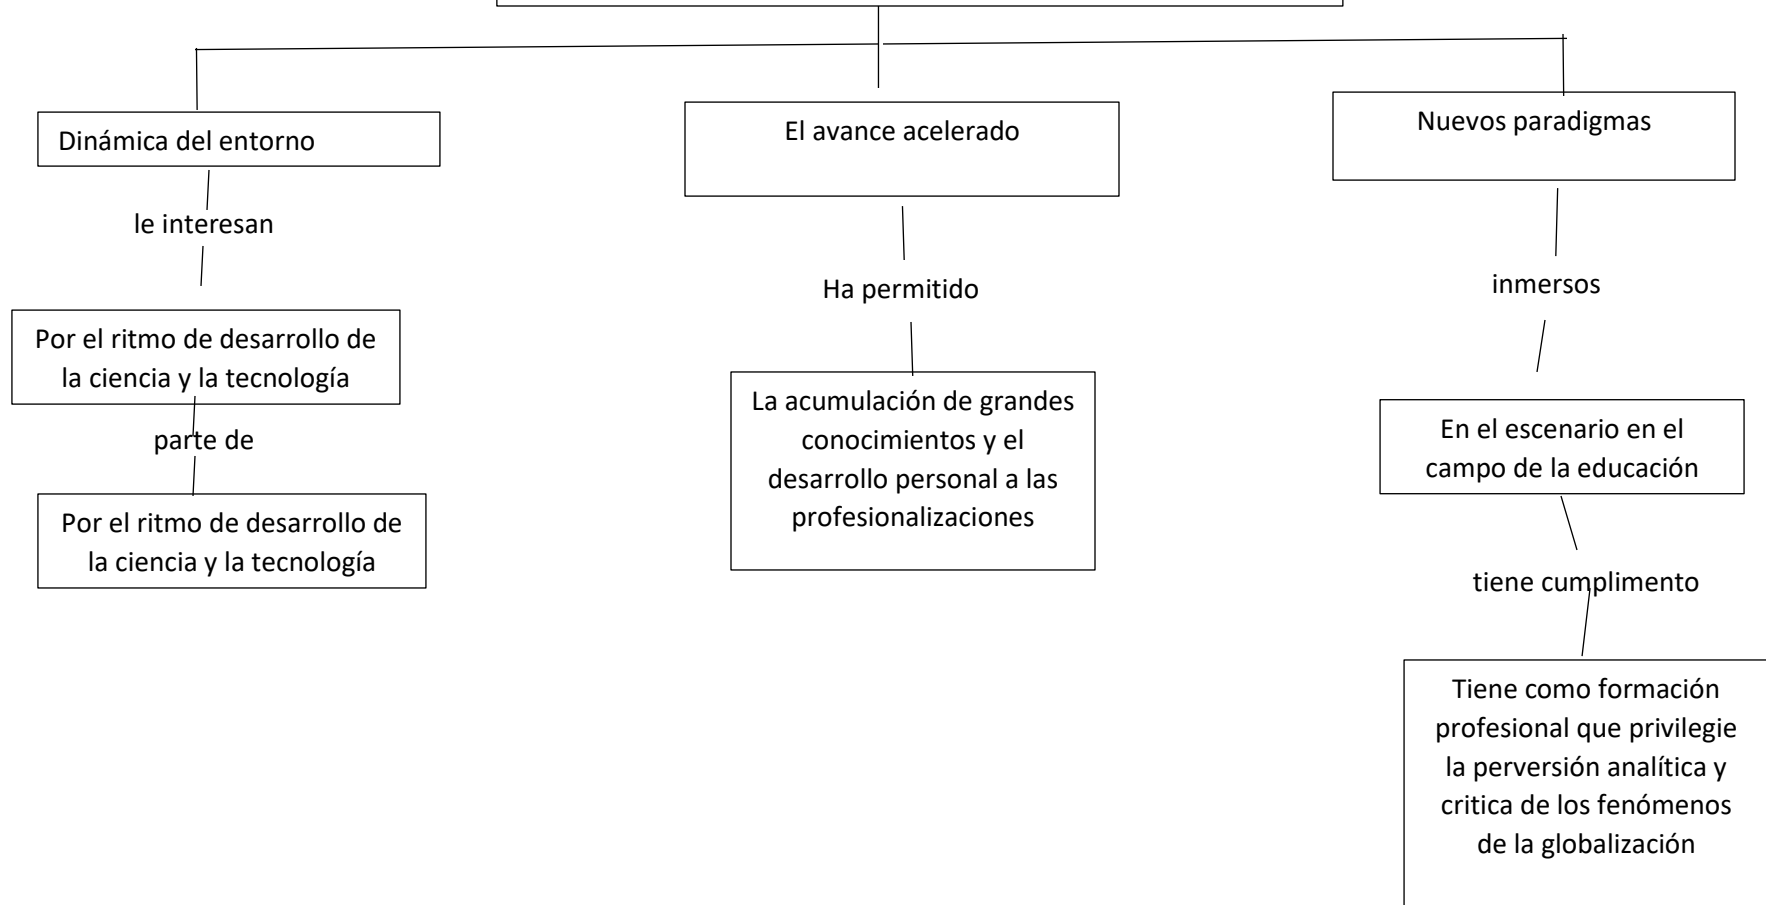 Dinámica del entorno
le interesan
Por el ritmo de desarrollo de
la ciencia y la tecnología
parte de
Por el ritmo de desarrollo de
la ciencia y la tecnología
El avance acelerado
Ha permitido
La acumulación de grandes
conocimientos y el
desarrollo personal a las
profesionalizaciones
Nuevos paradigmas
inmersos
En el escenario en el
campo de la educación
tiene cumplimento
Tiene como formación
profesional que privilegie
la perversión analítica y
critica de los fenómenos
de la globalización